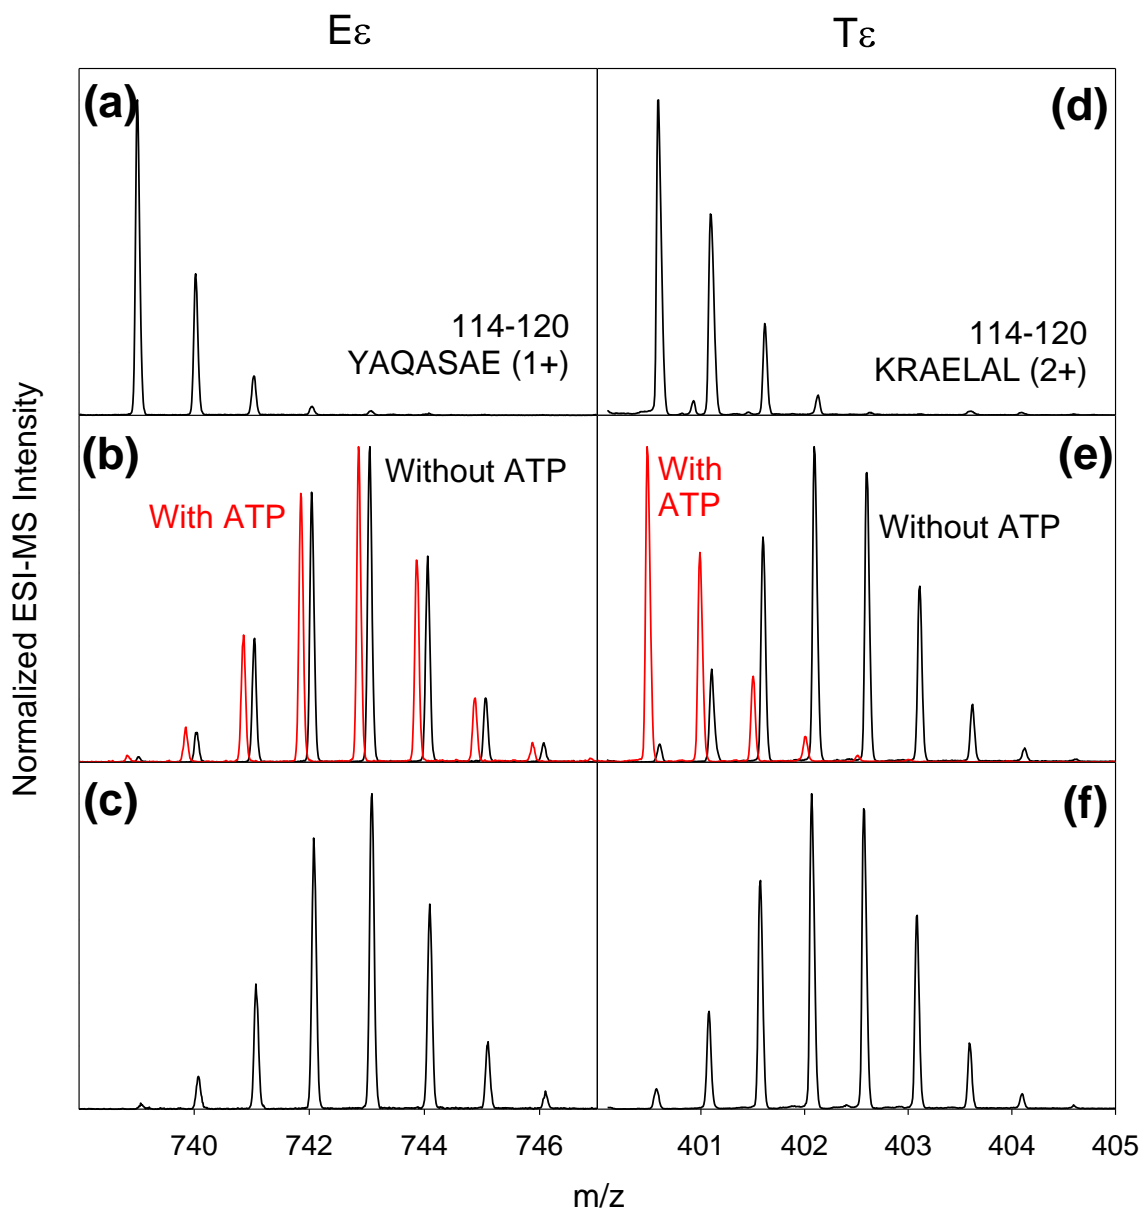 Eε
Tε
(a)
114-120
YAQASAE (1+)
(d)
114-120
KRAELAL (2+)
(b)
With ATP
Without ATP
(e)
With
ATP
Without ATP
(c)
(f)
Normalized ESI-MS Intensity
740
742
744
746
401
402
403
404
405
m/z